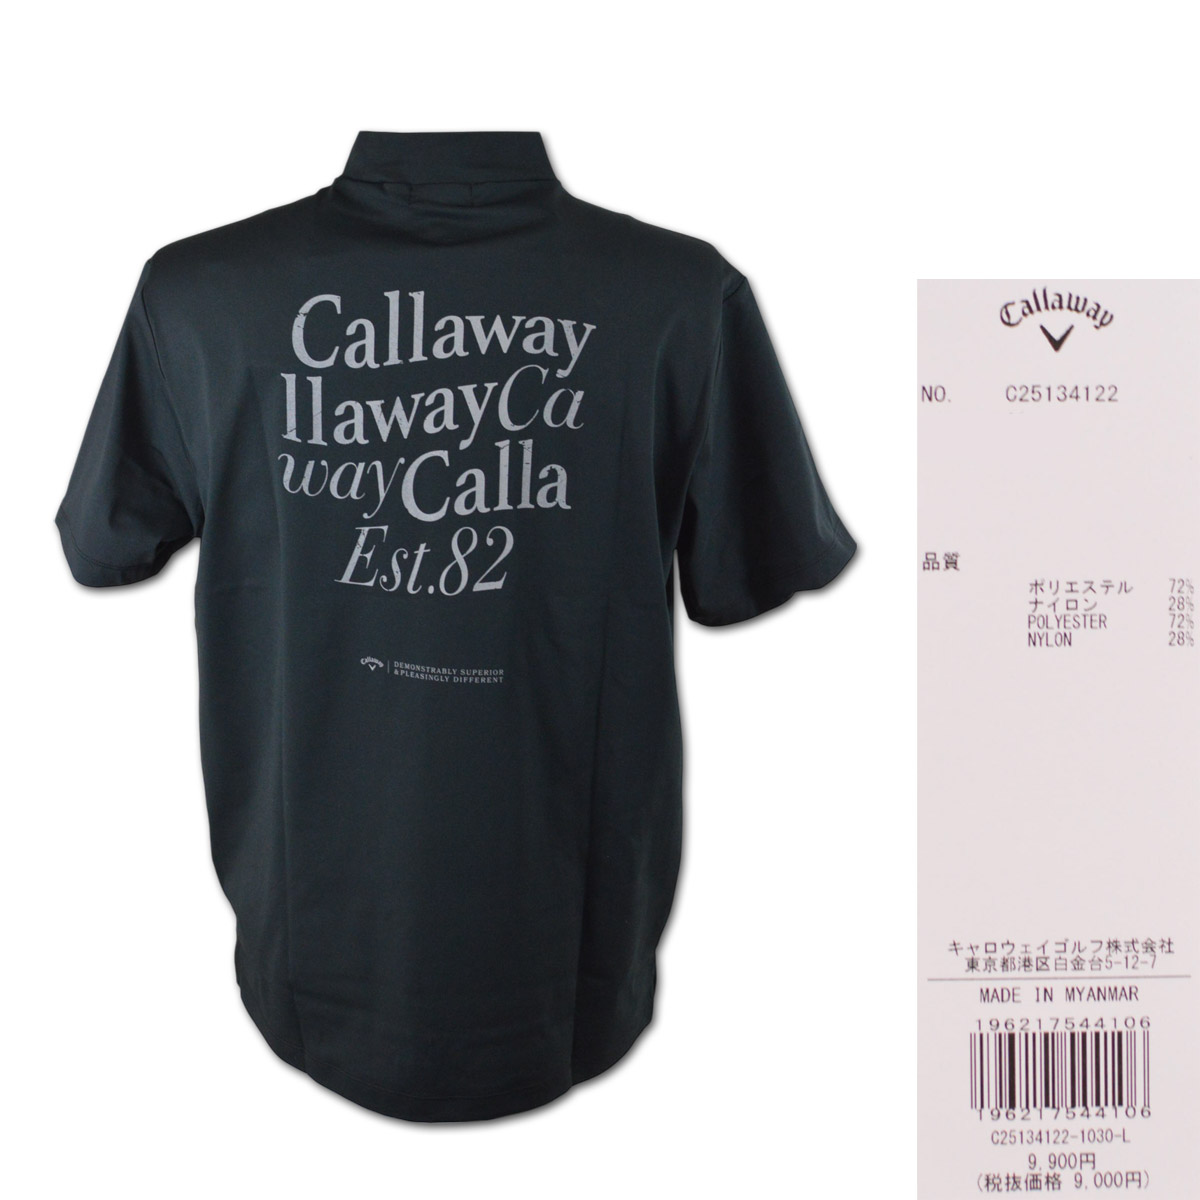 Callaway
llawayCa
wayCalla
Est.82
Callaway
DEMONSTRABLY SUPERIOR
&PLEASINGLY DIFFERENT
Callaway
NO. C25134122
品質
ポリエステル 72%
ナイロン 28%
POLYESTER 72%
NYLON 28%
キャロウェイゴルフ株式会社
東京都港区白金台5-12-7
MADE IN MYANMAR
196217544106
196217544106
C25134122-1030-L
9,900円
(税抜価格 9,000円)